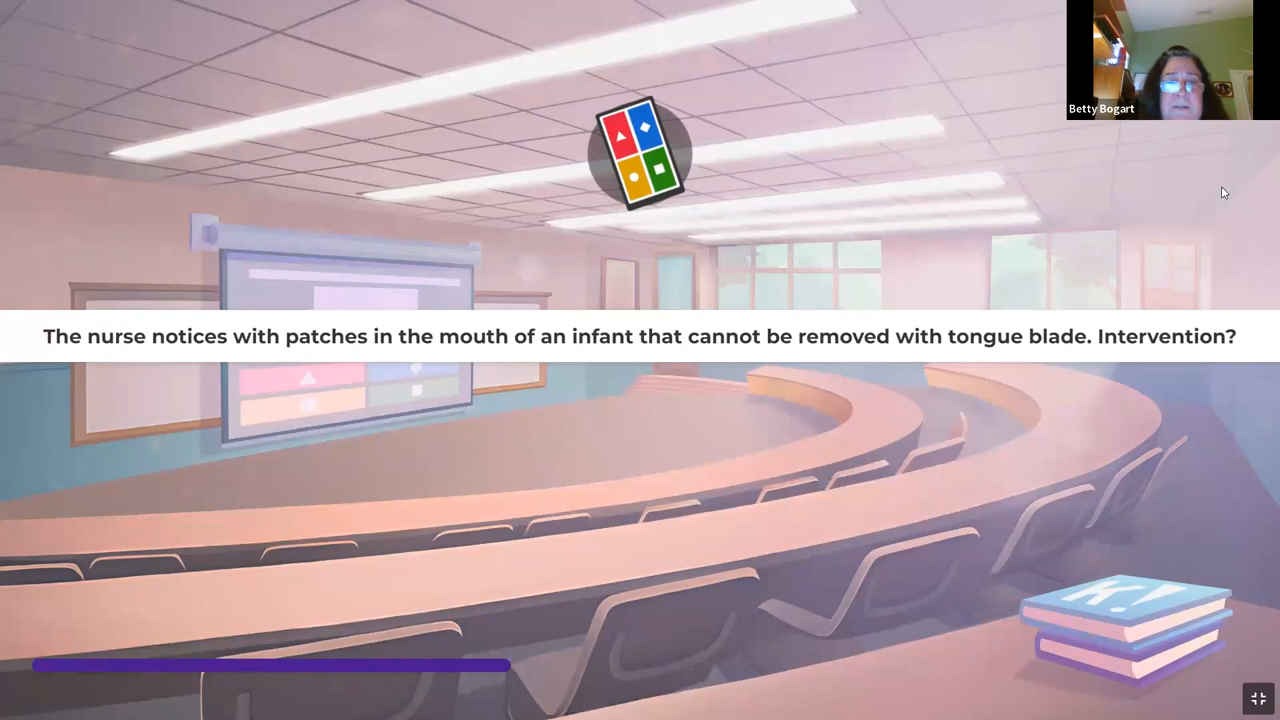 Betty Bogart
The nurse notices with patches in the mouth of an infant that cannot be removed with tongue blade. Intervention?
K!